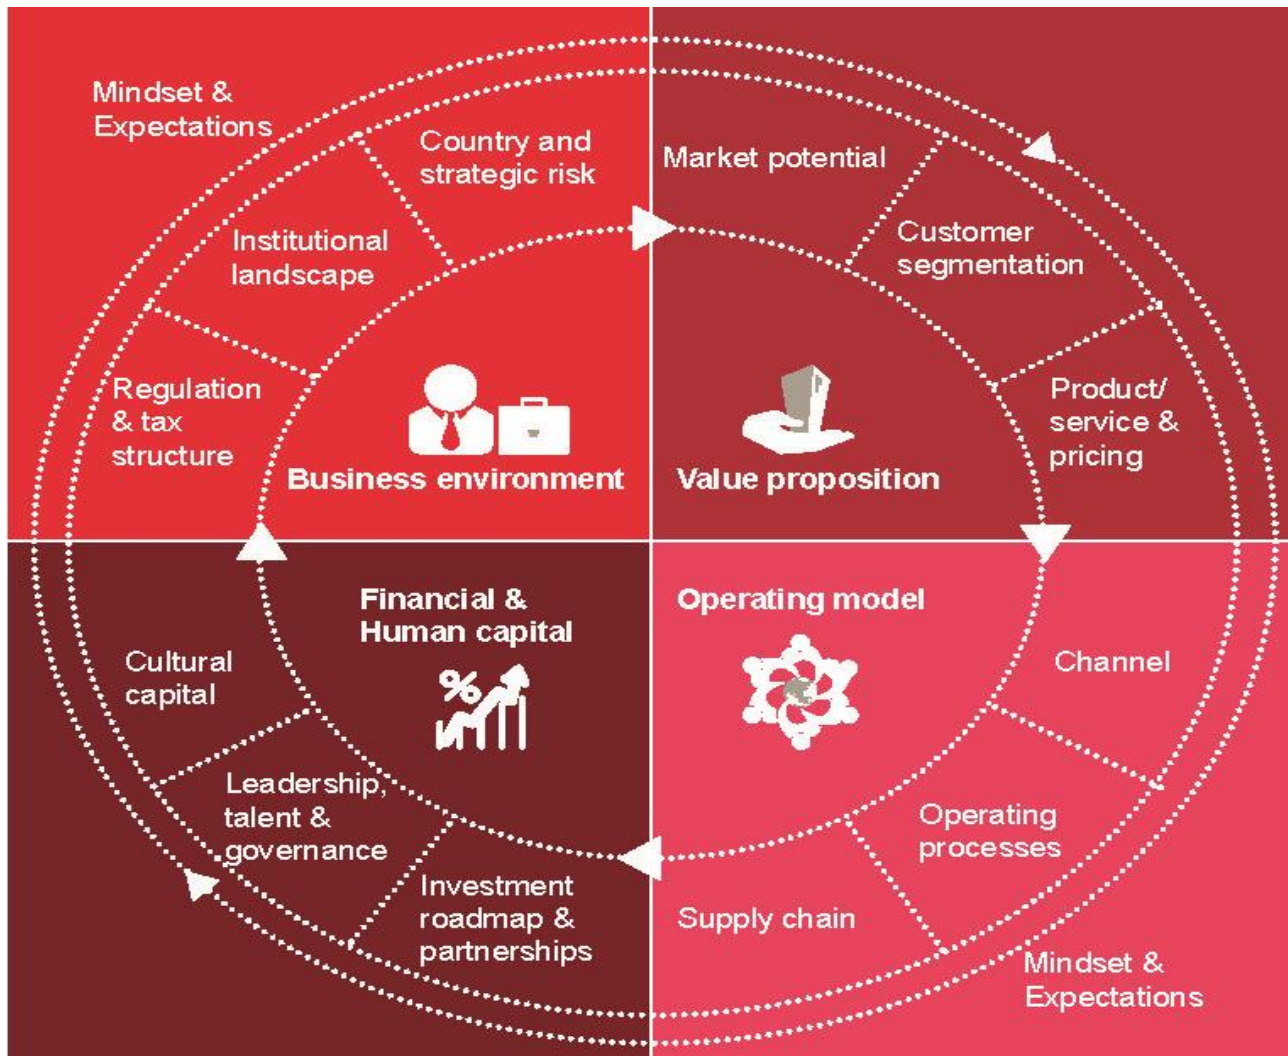 Mindset &
Expectations
Country and
strategic risk
Institutional
landscape
Regulation
& tax
structure
Business environment
Market potential
Customer
segmentation
Product/
service &
pricing
Value proposition
Financial &
Human capital
%
Cultural
capital
Leadership,
talent &
governance
Investment
roadmap &
partnerships
Operating model
Channel
Operating
processes
Supply chain
Mindset &
Expectations